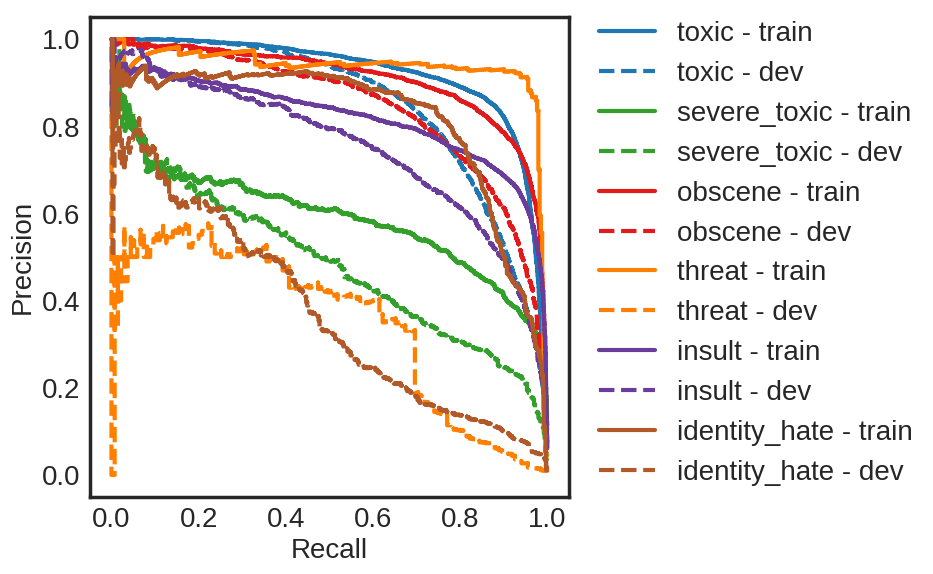 1.0
0.8
0.6
0.4
0.2
0.0
Precision
0.0 0.2 0.4 0.6 0.8 1.0
Recall
toxic - train
toxic - dev
severe_toxic - train
severe_toxic - dev
obscene - train
obscene - dev
threat - train
threat - dev
insult - train
insult - dev
identity_hate - train
identity_hate - dev